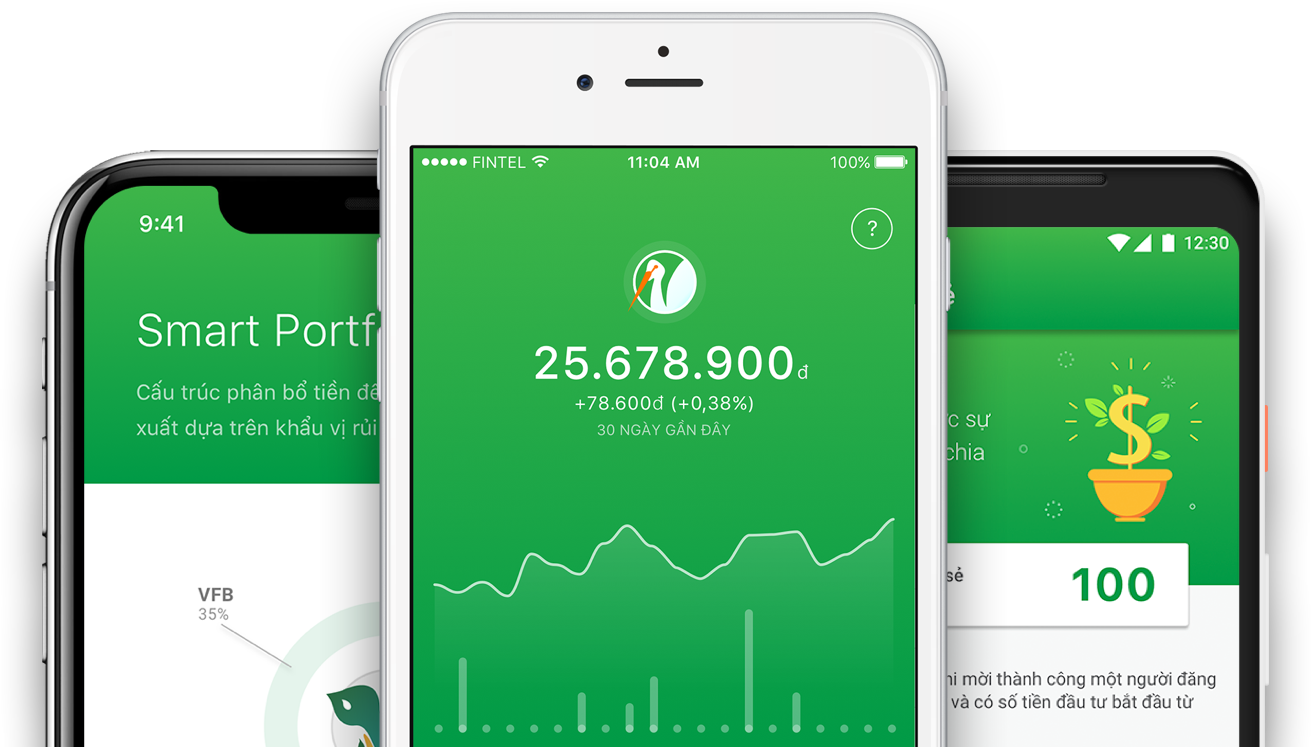 9:41
Smart Portf
Cấu trúc phân bổ tiền đề
xuất dựa trên khẩu vị rủi
VFB
35%
FINTEL
11:04 AM
100%
?
25.678.900đ
+78.600đ (+0,38%)
30 NGÀY GẦN ĐÂY
12:30
sự
chia
sẻ
100
mời thành công một người đăng
và có số tiền đầu tư bắt đầu từ